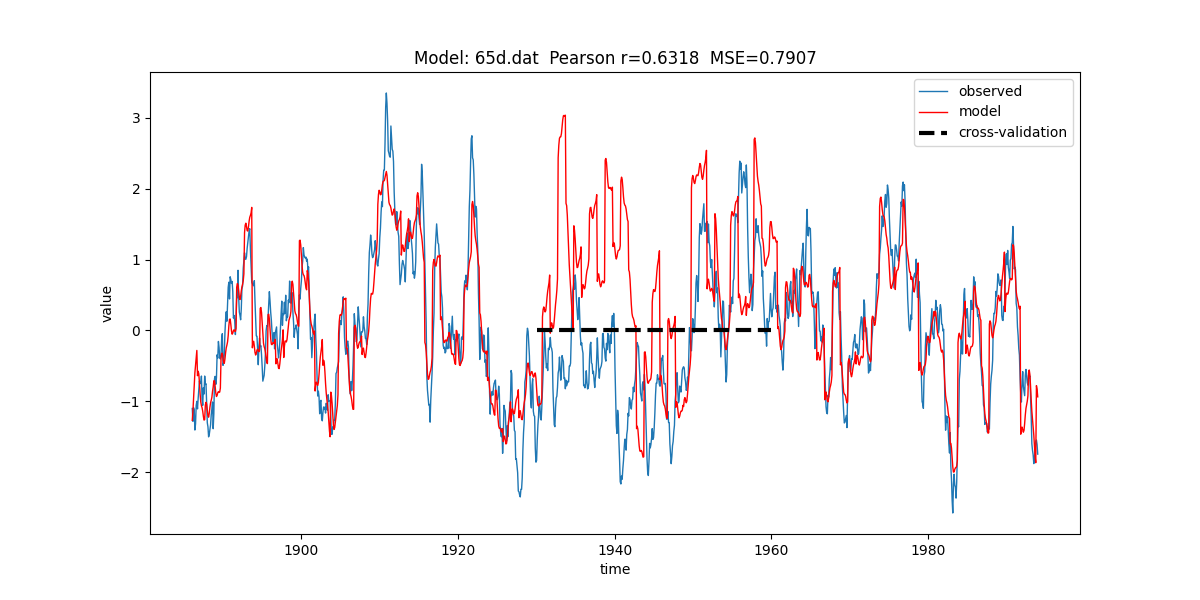 Model: 65d.dat  Pearson r=0.6318  MSE=0.7907
observed
model
cross-validation
3
2
1
0
−1
−2
value
1900
1920
1940
1960
1980
time